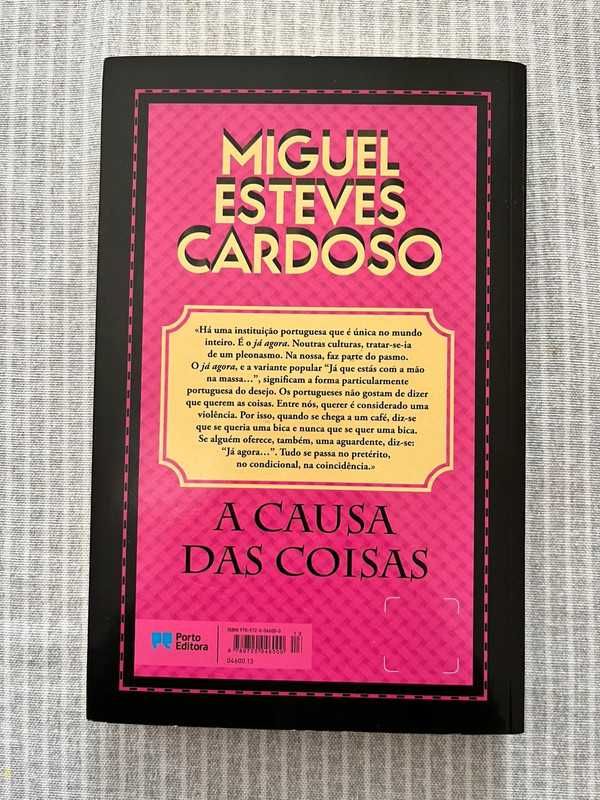 MIGUEL
ESTEVES
CARDOSO
«Há uma instituição portuguesa que é única no mundo
inteiro. É o já agora. Noutras culturas, tratar-se-ia
de um pleonasmo. Na nossa, faz parte do pasmo.
O já agora, e a variante popular “Já que estás com a mão
na massa…”, significam a forma particularmente
portuguesa do desejo. Os portugueses não gostam de dizer
que querem as coisas. Entre nós, querer é considerado uma
violência. Por isso, quando se chega a um café, diz-se
que se queria uma bica e nunca que se quer uma bica.
Se alguém oferece, também, uma aguardente, diz-se:
“Já agora…”. Tudo se passa no pretérito,
no condicional, na coincidência.»
A CAUSA
DAS COISAS
Porto
Editora
04600.13